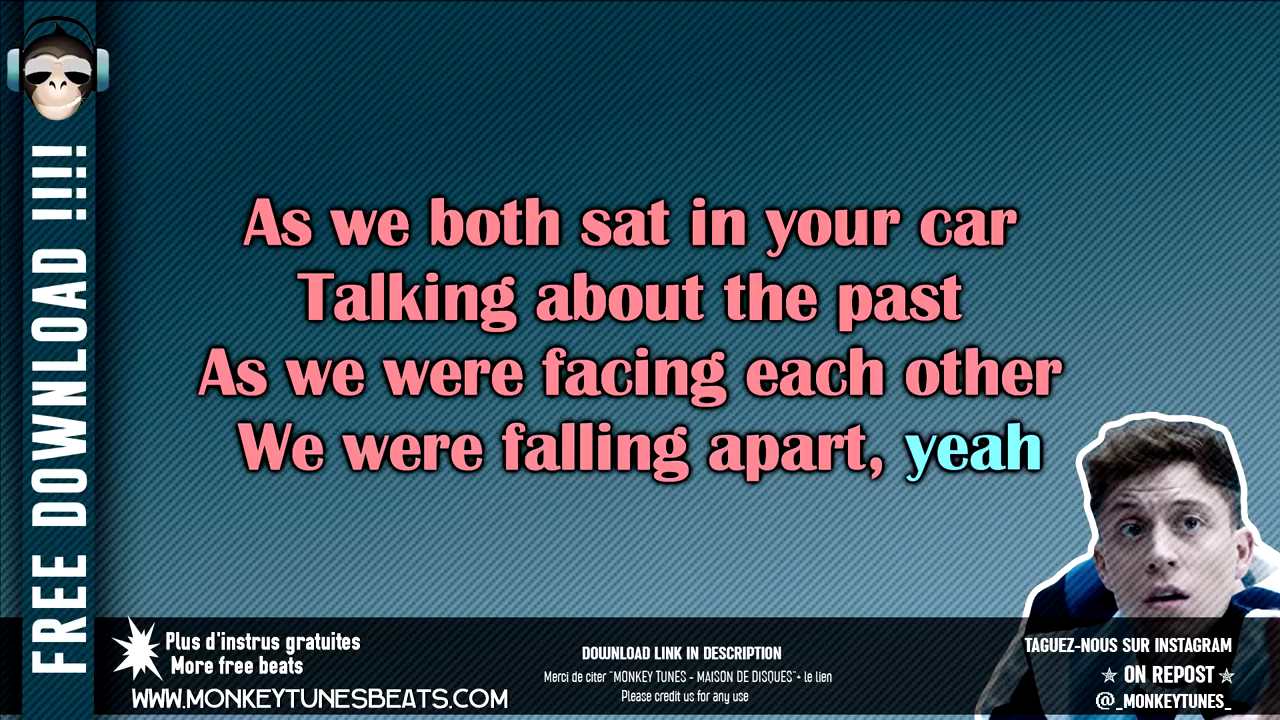 FREE DOWNLOAD !!!!
As we both sat in your car
Talking about the past
As we were facing each other
We were falling apart, yeah
Plus d'instrus gratuites
More free beats
WWW.MONKEYTUNESBEATS.COM
DOWNLOAD LINK IN DESCRIPTION
Merci de citer "MONKEY TUNES - MAISON DE DISQUES"+ le lien
Please credit us for any use
TAGUEZ-NOUS SUR INSTAGRAM
★ ON REPOST ★
@_MONKEYTUNES_